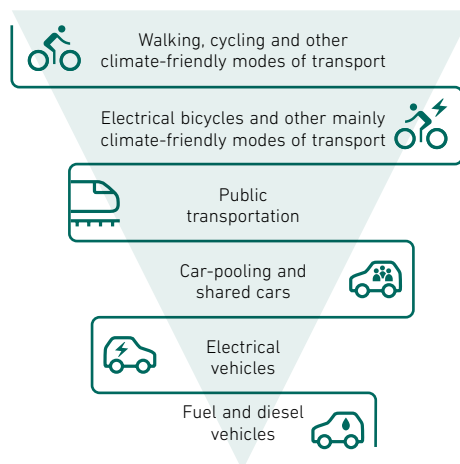 Walking, cycling and other
climate-friendly modes of transport
Electrical bicycles and other mainly
climate-friendly modes of transport
Public
transportation
Car-pooling and
shared cars
Electrical
vehicles
Fuel and diesel
vehicles